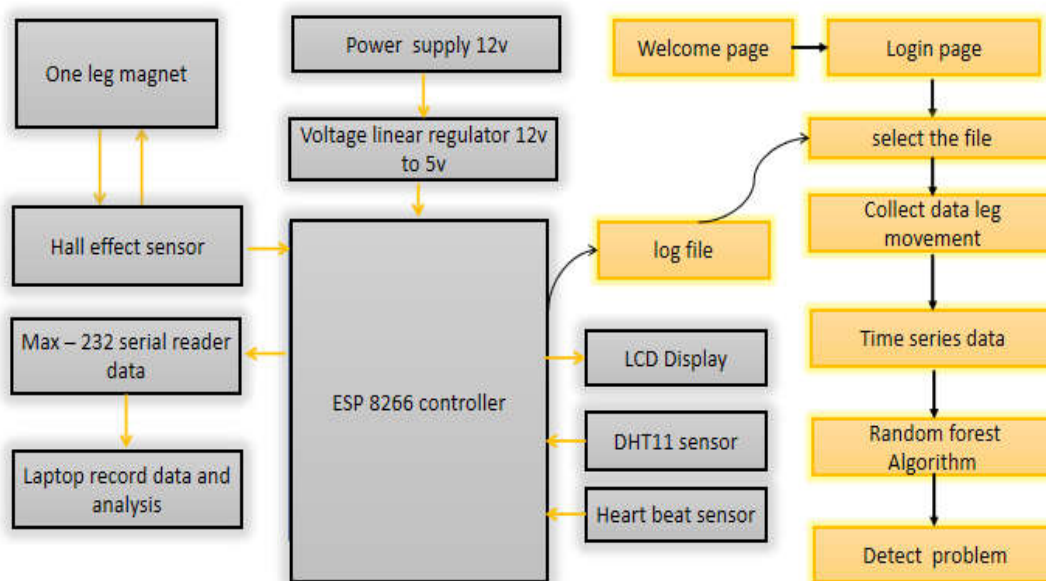 One leg magnet
Power supply 12v
Welcome page
Login page
Voltage linear regulator 12v
to 5v
select the file
Hall effect sensor
log file
Collect data leg
movement
Max – 232 serial reader
data
ESP 8266 controller
LCD Display
Time series data
DHT11 sensor
Random forest
Algorithm
Laptop record data and
analysis
Heart beat sensor
Detect problem